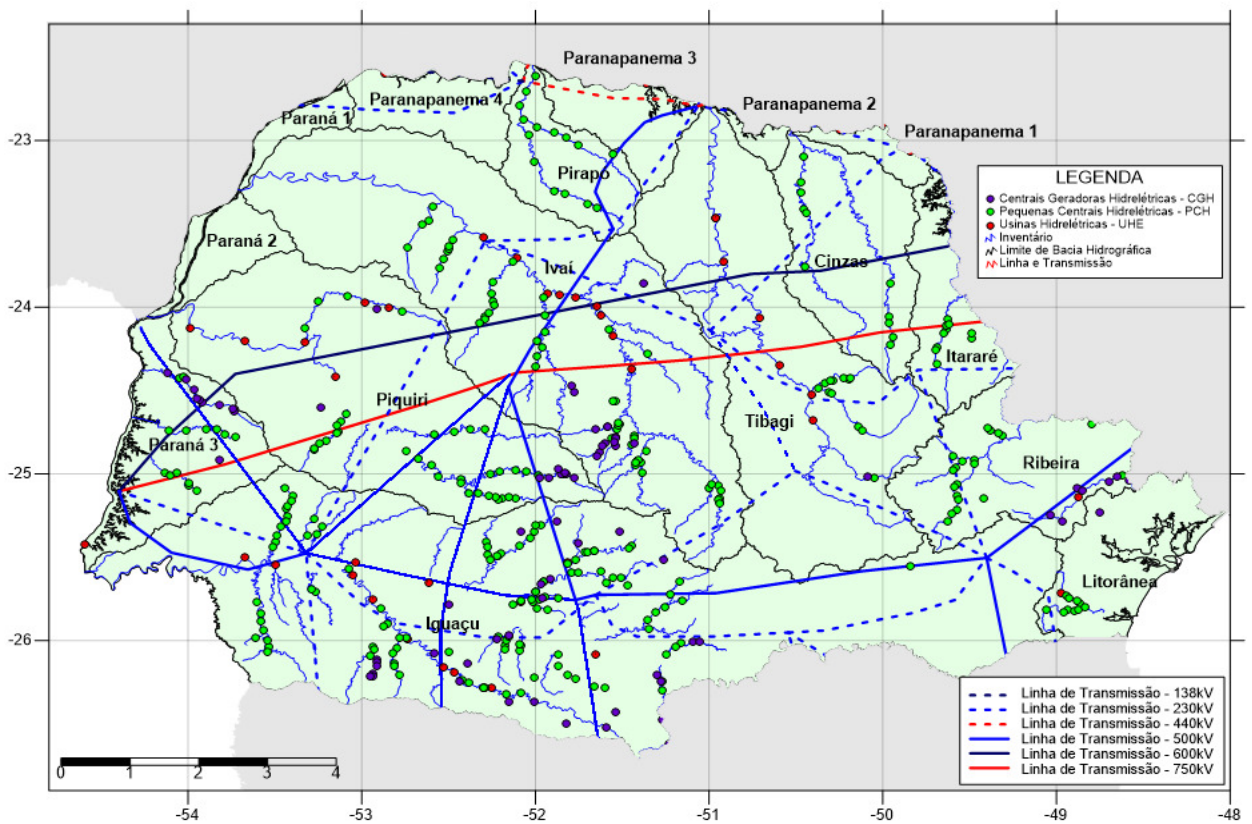 Paranapanema 3
Paranapanema 4
Paranapanema 2
Paraná 1
Paranapanema 1
-23
Pirapó
LEGENDA
Centrais Geradoras Hidrelétricas - CGH
Pequenas Centrais Hidrelétricas - PCH
Usinas Hidrelétricas - UHE
Inventário
Limite de Bacia Hidrográfica
Linha e Transmissão
Paraná 2
Ivaí
Cinzas
-24
Itararé
Piquiri
Tibagi
Paraná 3
Ribeira
-25
Litorânea
Iguaçu
-26
Linha de Transmissão - 138kV
Linha de Transmissão - 230kV
Linha de Transmissão - 440kV
Linha de Transmissão - 500kV
Linha de Transmissão - 600kV
Linha de Transmissão - 750kV
0 1 2 3 4
-54 -53 -52 -51 -50 -49 -48